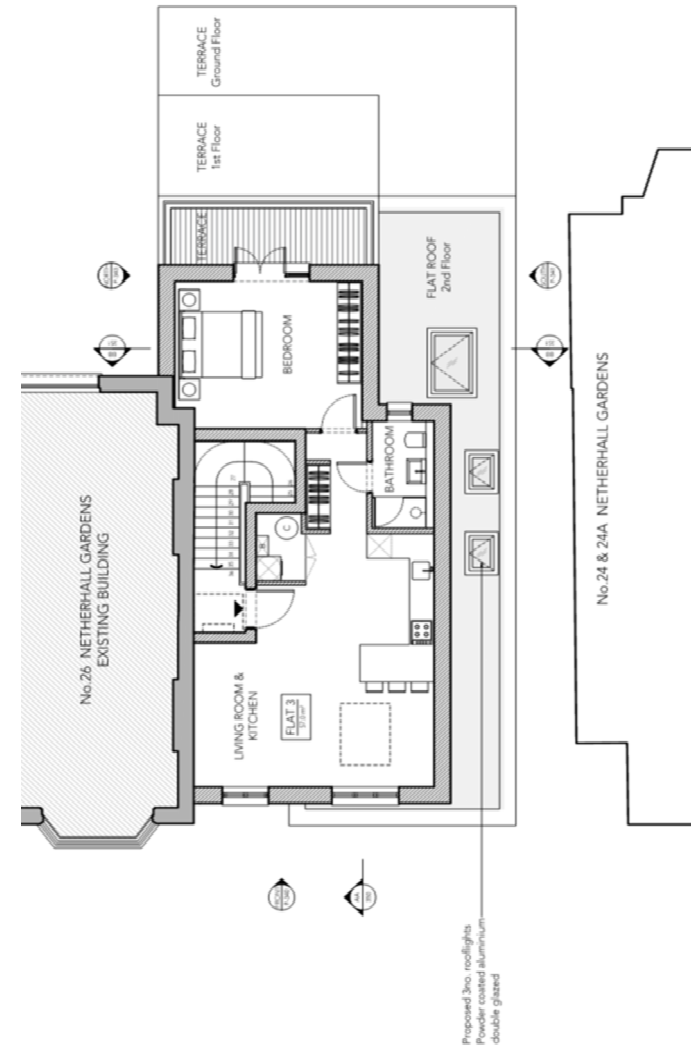 TERRACE
Ground Floor
TERRACE
1st Floor
TERRACE
FLAT ROOF
2nd Floor
BEDROOM
BATHROOM
No.26 NETHERHALL GARDENS
EXISTING BUILDING
No.24 & 24A NETHERHALL GARDENS
C
LIVING ROOM &
KITCHEN
FLAT 3
Proposed 3no. rooflights
Powder coated aluminium
double glazed